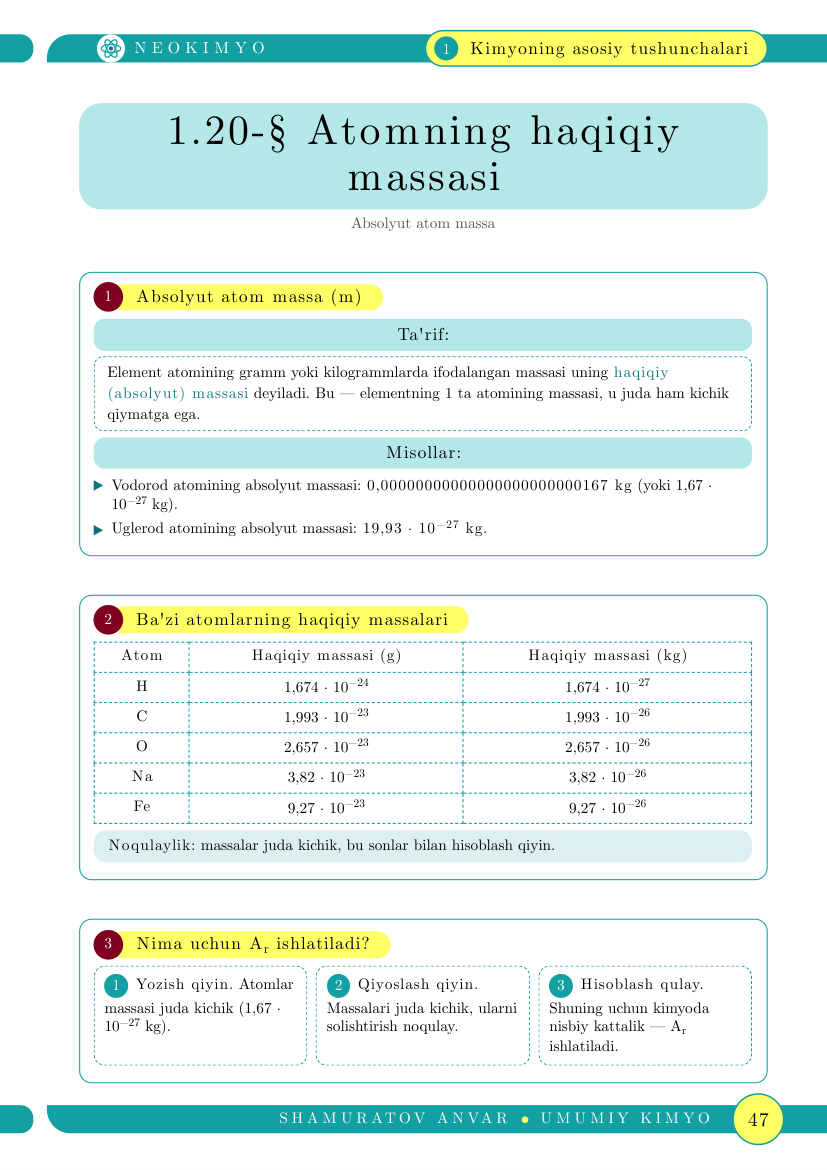 NEOKIMYO
1 Kimyoning asosiy tushunchalari
1.20-§ Atomning haqiqiy
massasi
Absolyut atom massa
1 Absolyut atom massa (m)
Ta'rif:
Element atomining gramm yoki kilogrammlarda ifodalangan massasi uning haqiqiy
(absolyut) massasi deyiladi. Bu — elementning 1 ta atomining massasi, u juda ham kichik
qiymatga ega.
Misollar:
▶ Vodorod atomining absolyut massasi: 0,00000000000000000000000000167 kg (yoki 1,67 ·
10⁻²⁷ kg).
▶ Uglerod atomining absolyut massasi: 19,93 · 10⁻²⁷ kg.
2 Ba'zi atomlarning haqiqiy massalari
Atom Haqiqiy massasi (g) Haqiqiy massasi (kg)
H 1,674 · 10⁻²⁴ 1,674 · 10⁻²⁷
C 1,993 · 10⁻²³ 1,993 · 10⁻²⁶
O 2,657 · 10⁻²³ 2,657 · 10⁻²⁶
Na 3,82 · 10⁻²³ 3,82 · 10⁻²⁶
Fe 9,27 · 10⁻²³ 9,27 · 10⁻²⁶
Noqulaylik: massalar juda kichik, bu sonlar bilan hisoblash qiyin.
3 Nima uchun Aᵣ ishlatiladi?
1 Yozish qiyin. Atomlar
massasi juda kichik (1,67 ·
10⁻²⁷ kg).
2 Qiyoslash qiyin.
Massalari juda kichik, ularni
solishtirish noqulay.
3 Hisoblash qulay.
Shuning uchun kimyoda
nisbiy kattalik — Aᵣ
ishlatiladi.
SHAMURATOV ANVAR • UMUMIY KIMYO 47